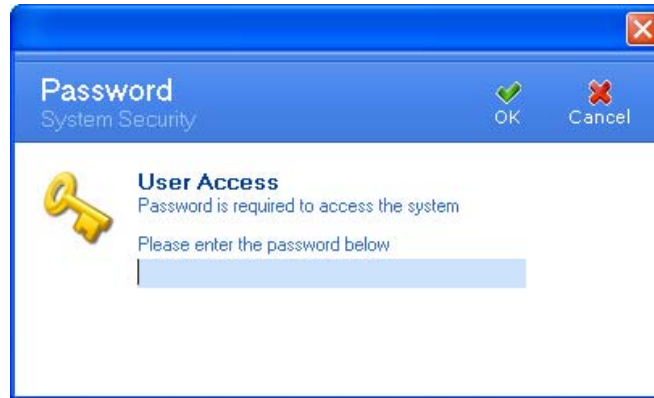 Password
System Security
OK
Cancel
User Access
Password is required to access the system
Please enter the password below